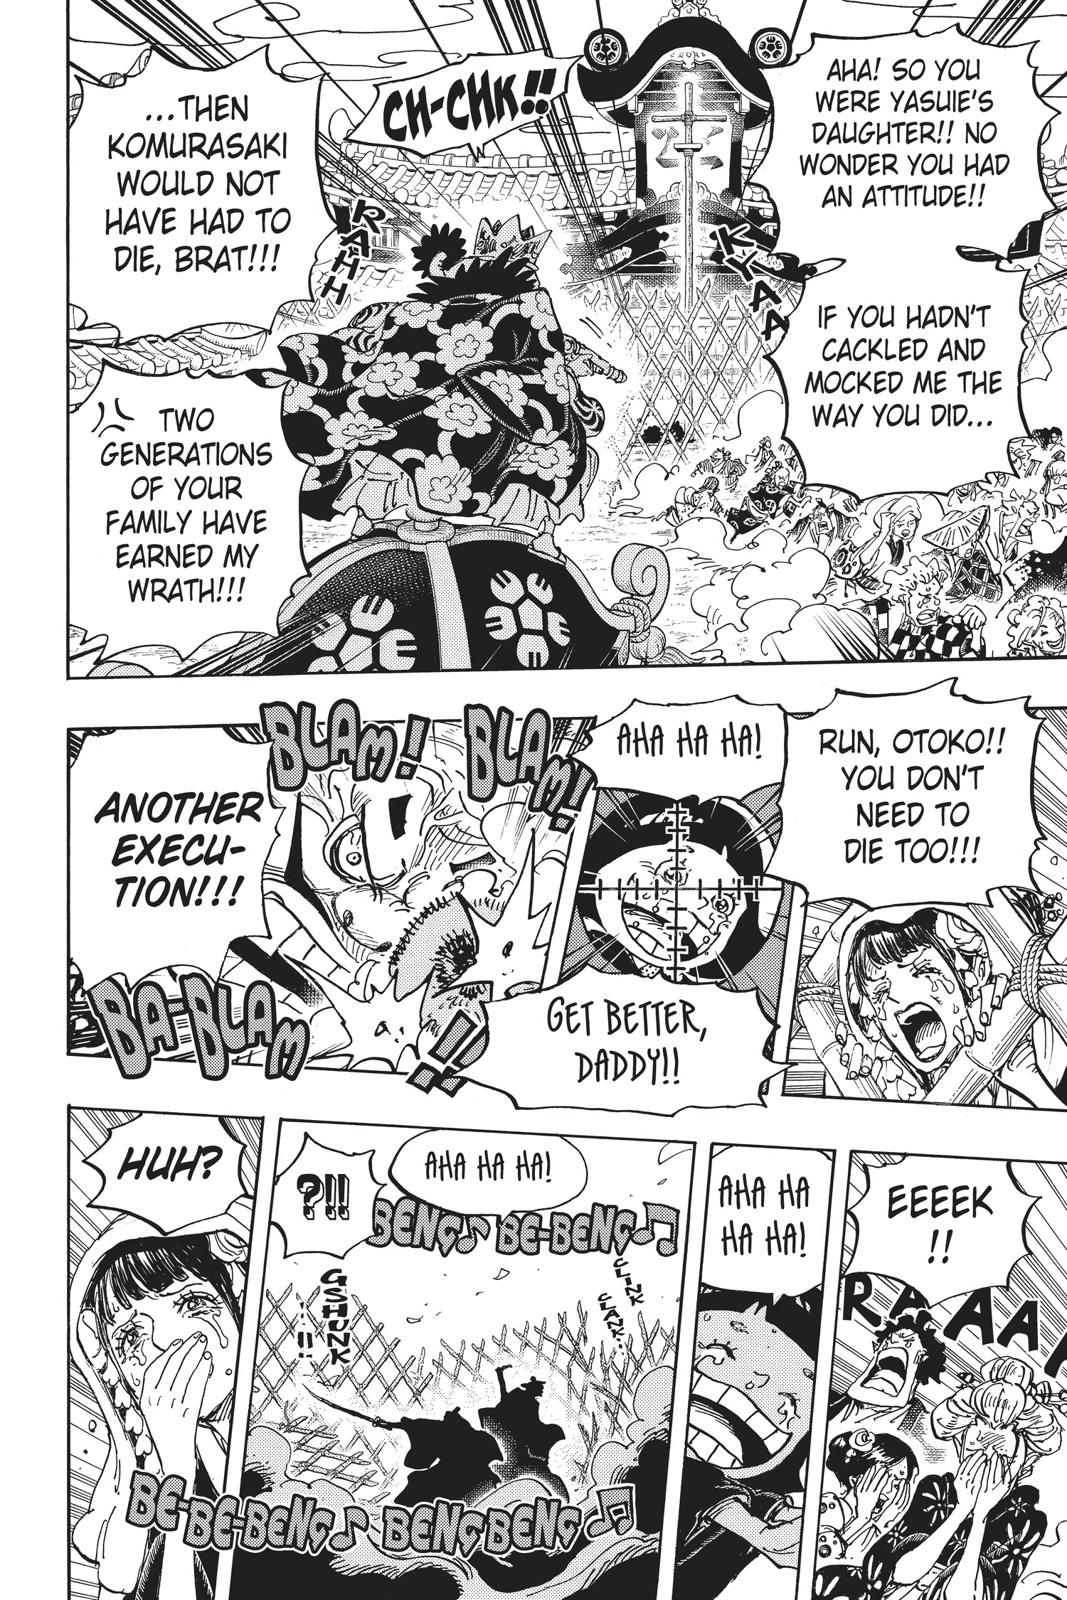 AHA! SO YOU
WERE YASUIE'S
DAUGHTER!! NO
WONDER YOU HAD
AN ATTITUDE!!
IF YOU HADN'T
CACKLED AND
MOCKED ME THE
WAY YOU DID...
KYAAA
CH-CHK!!
RAHH
...THEN
KOMURASAKI
WOULD NOT
HAVE HAD TO
DIE, BRAT!!!
TWO
GENERATIONS
OF YOUR
FAMILY HAVE
EARNED MY
WRATH!!!
RUN, OTOKO!!
YOU DON'T
NEED TO
DIE TOO!!!
AHA HA HA!
GET BETTER,
DADDY!!
BLAM!
BLAM!!
ANOTHER
EXECU-
TION!!!
BA-BLAM
!!
EEEEK
!!
RAAAA
AHA HA
HA HA!
AHA HA HA!
?!!
BENG♪ BE-BENG♫
CLINK
CLANK...
GSHUNK
...!!
BE-BE-BENG♪ BENG BENG♫
HUH?